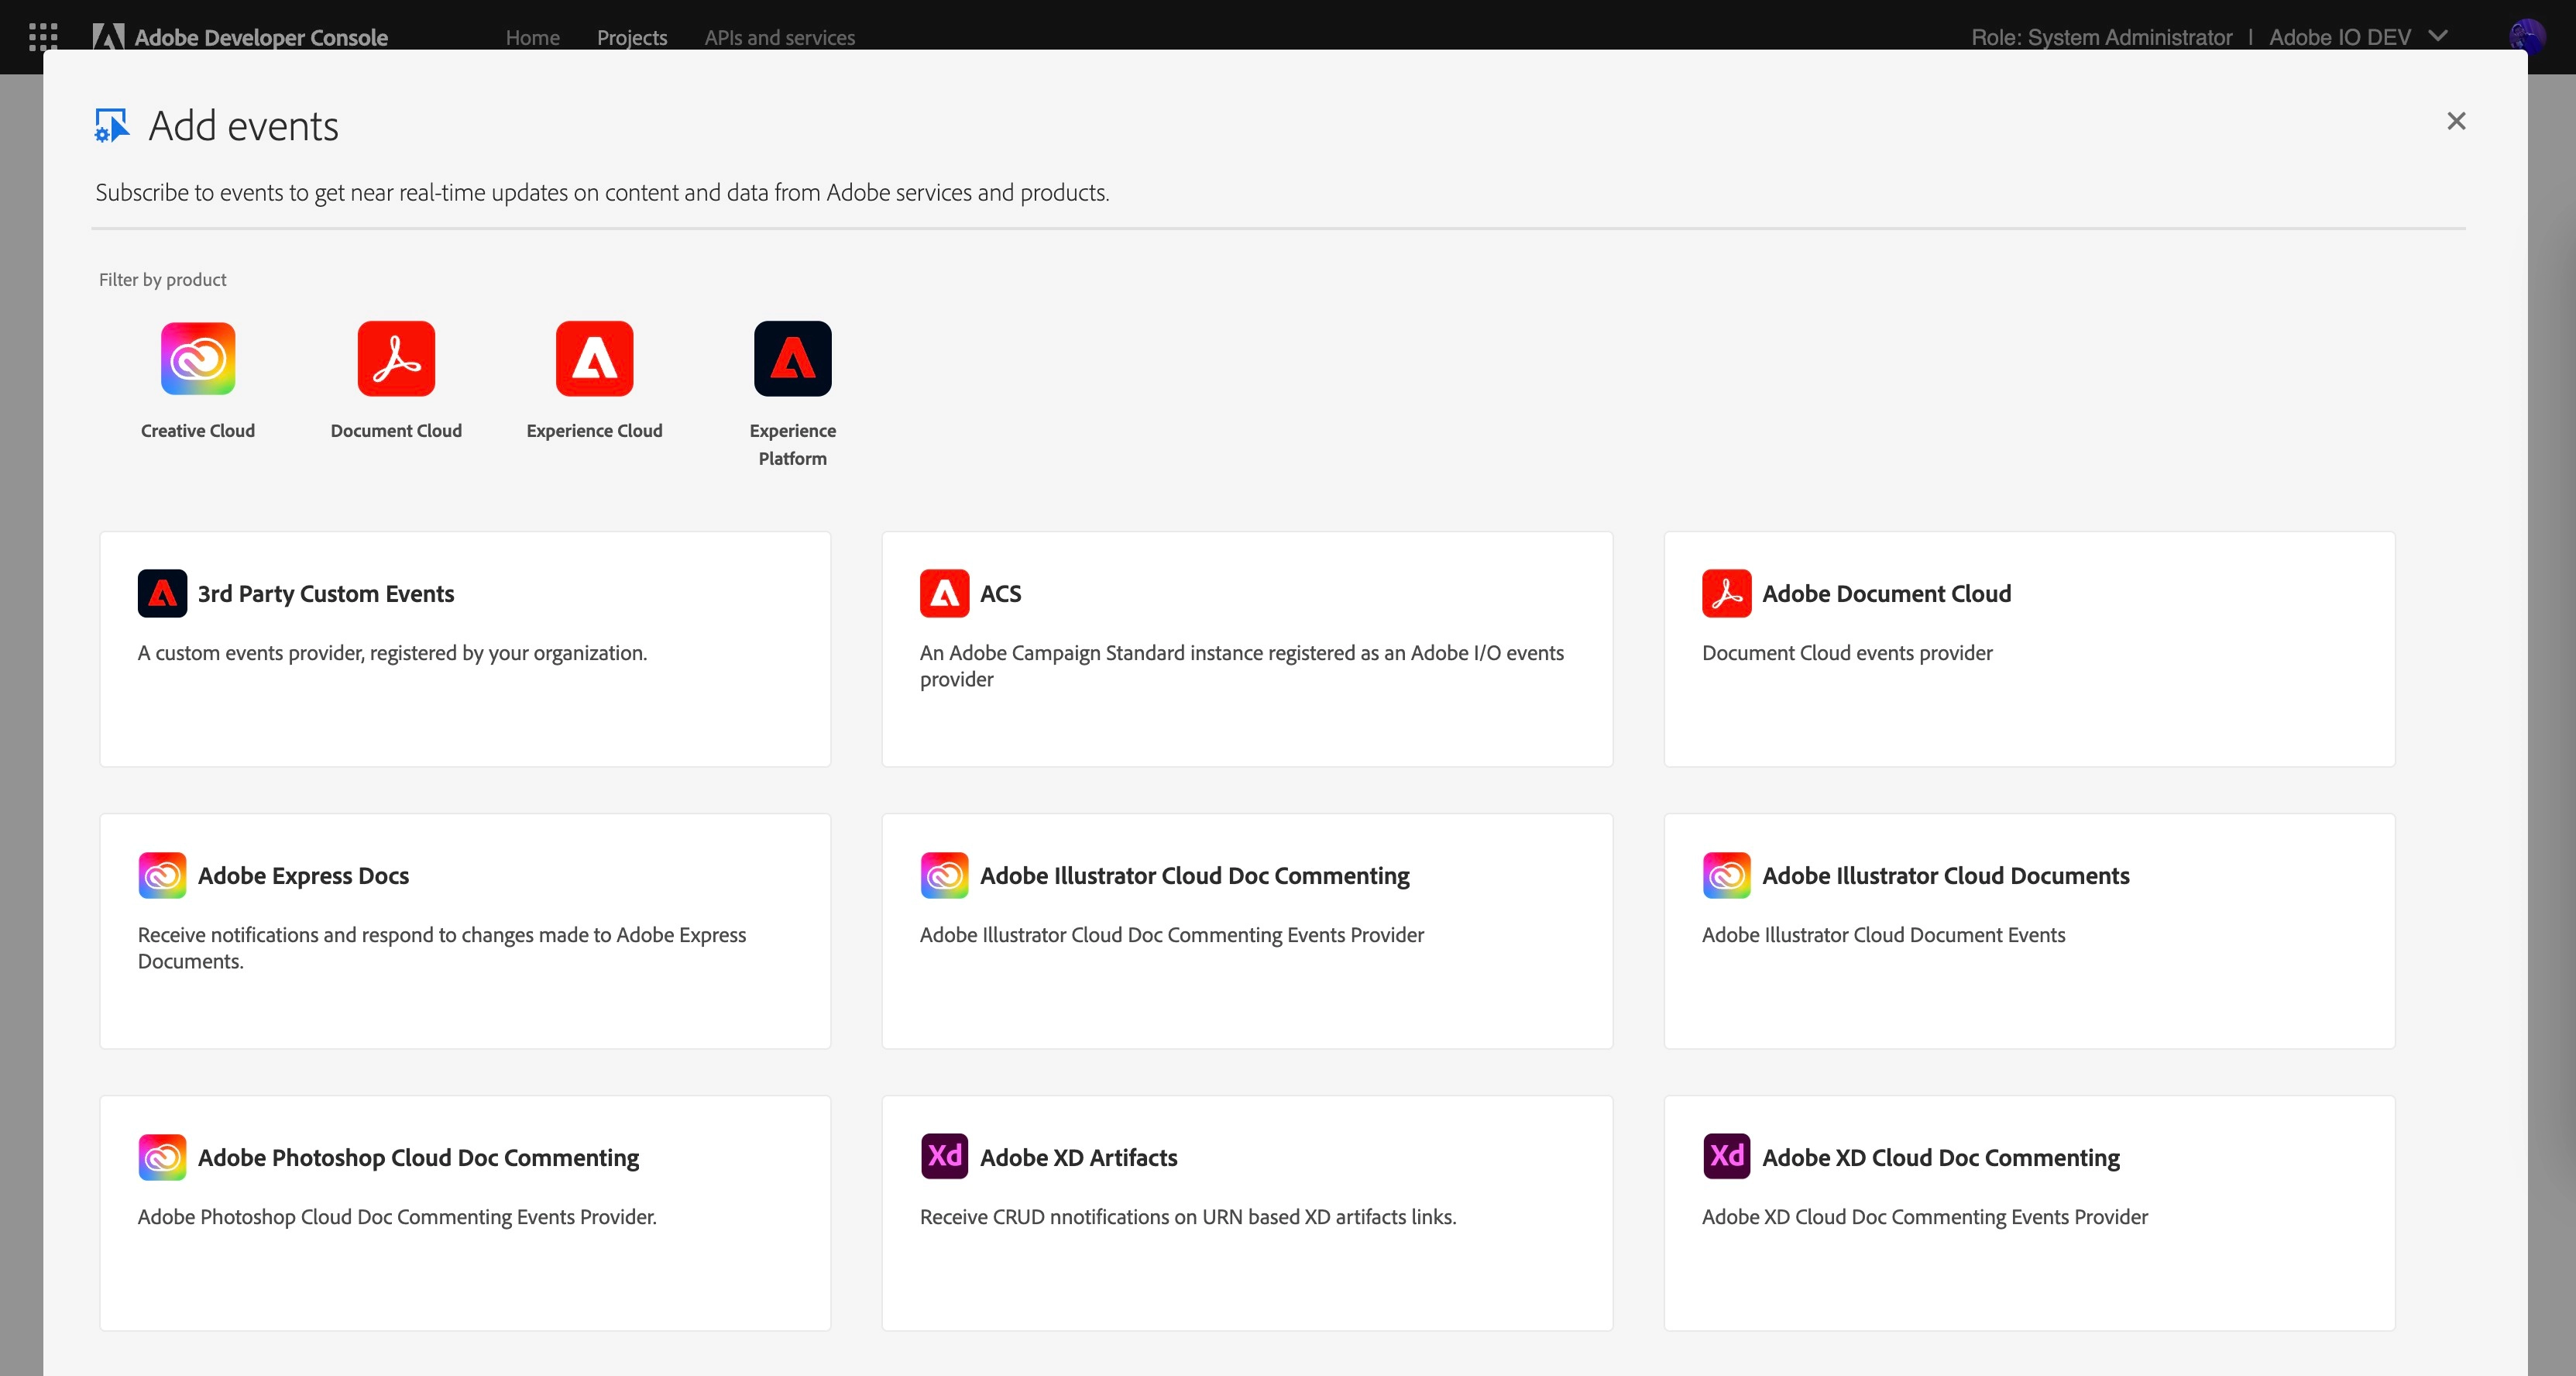 Adobe Developer Console Home Projects APIs and services Role: System Administrator | Adobe IO DEV
Add events
Subscribe to events to get near real-time updates on content and data from Adobe services and products.
Filter by product
Creative Cloud Document Cloud Experience Cloud Experience
Platform
3rd Party Custom Events
A custom events provider, registered by your organization.
ACS
An Adobe Campaign Standard instance registered as an Adobe I/O events
provider
Adobe Document Cloud
Document Cloud events provider
Adobe Express Docs
Receive notifications and respond to changes made to Adobe Express
Documents.
Adobe Illustrator Cloud Doc Commenting
Adobe Illustrator Cloud Doc Commenting Events Provider
Adobe Illustrator Cloud Documents
Adobe Illustrator Cloud Document Events
Adobe Photoshop Cloud Doc Commenting
Adobe Photoshop Cloud Doc Commenting Events Provider.
Xd Adobe XD Artifacts
Receive CRUD nnotifications on URN based XD artifacts links.
Xd Adobe XD Cloud Doc Commenting
Adobe XD Cloud Doc Commenting Events Provider